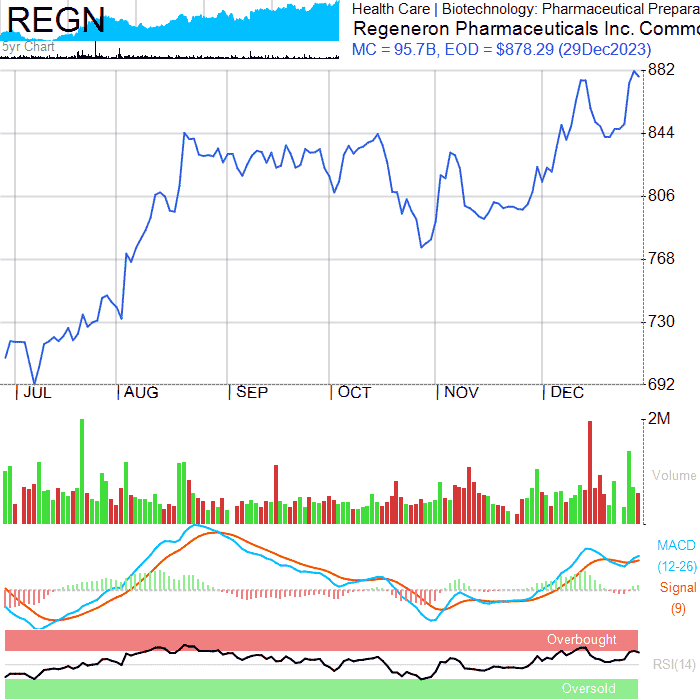 REGN
5yr Chart
Health Care | Biotechnology: Pharmaceutical Prepara
Regeneron Pharmaceuticals Inc. Commo
MC = 95.7B, EOD = $878.29 (29Dec2023)
882
844
806
768
730
692
JUL AUG SEP OCT NOV DEC
2M
Volume
MACD
(12-26)
Signal
(9)
Overbought
RSI(14)
Oversold